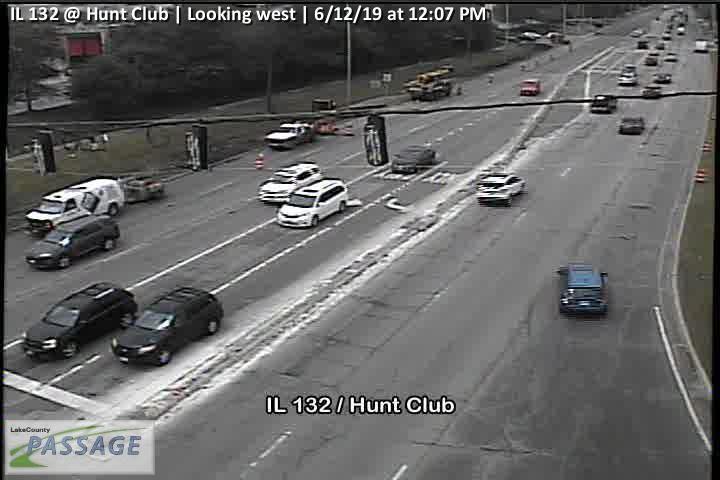 IL 132 @ Hunt Club | Looking west | 6/12/19 at 12:07 PM
IL 132 / Hunt Club
LakeCounty
PASSAGE